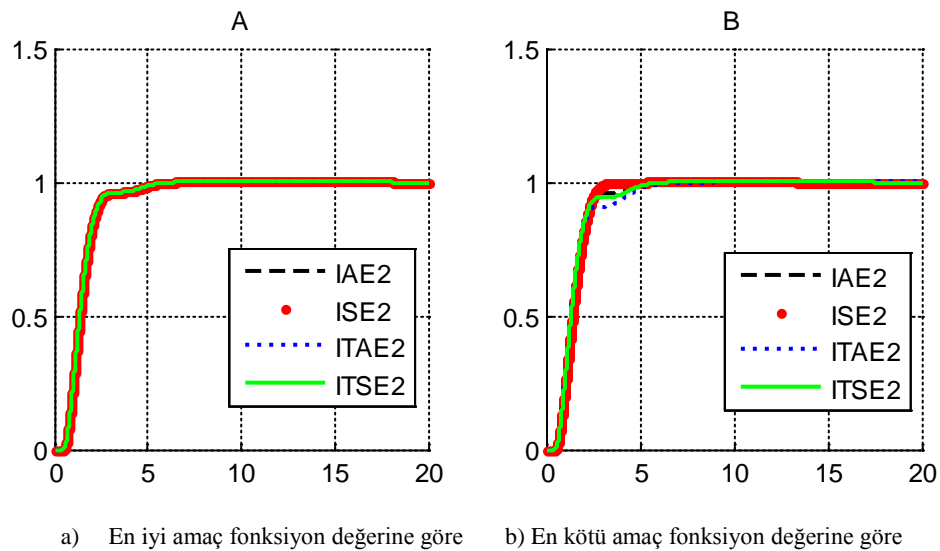 A
1.5
1
0.5
0
0 5 10 15 20
IAE2
ISE2
ITAE2
ITSE2
B
1.5
1
0.5
0
0 5 10 15 20
IAE2
ISE2
ITAE2
ITSE2
a) En iyi amaç fonksiyon değerine göre
b) En kötü amaç fonksiyon değerine göre